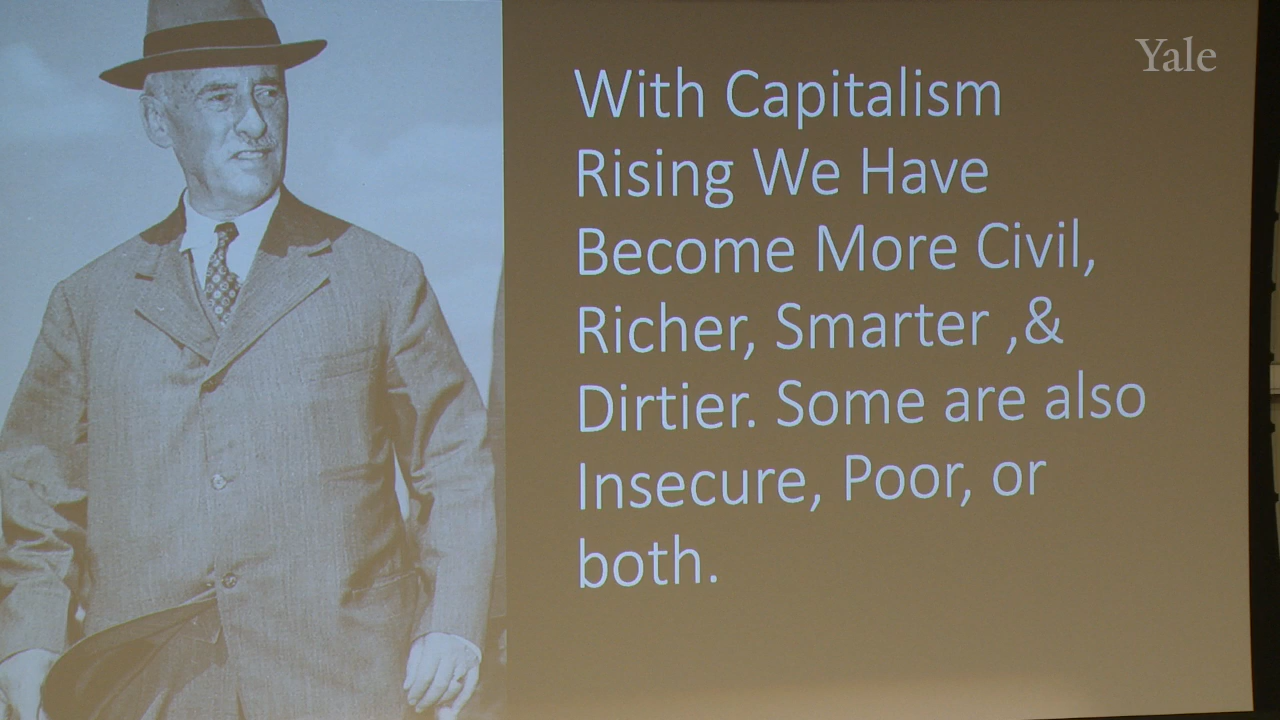 Yale
With Capitalism
Rising We Have
Become More Civil,
Richer, Smarter ,&
Dirtier. Some are also
Insecure, Poor, or
both.